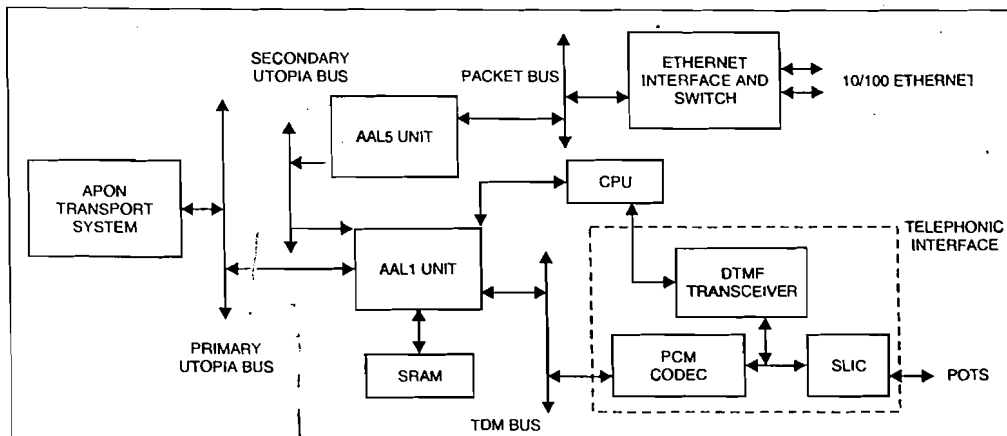 SECONDARY
UTOPIA BUS
PACKET BUS
ETHERNET
INTERFACE AND
SWITCH
10/100 ETHERNET
AAL5 UNIT
APON
TRANSPORT
SYSTEM
CPU
TELEPHONIC
INTERFACE
AAL1 UNIT
DTMF
TRANSCEIVER
PRIMARY
UTOPIA BUS
SRAM
PCM
CODEC
SLIC
POTS
TDM BUS